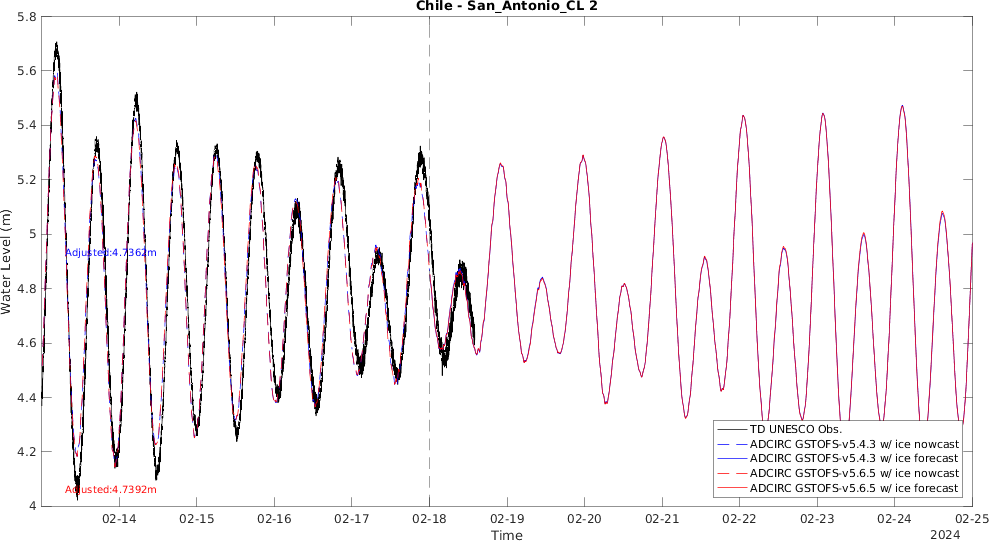 Chile - San_Antonio_CL 2
5.8
5.6
5.4
5.2
5
4.8
4.6
4.4
4.2
4
Water Level (m)
Adjusted:4.7362m
Adjusted:4.7392m
TD UNESCO Obs.
ADCIRC GSTOFS-v5.4.3 w/ ice nowcast
ADCIRC GSTOFS-v5.4.3 w/ ice forecast
ADCIRC GSTOFS-v5.6.5 w/ ice nowcast
ADCIRC GSTOFS-v5.6.5 w/ ice forecast
02-14 02-15 02-16 02-17 02-18 02-19 02-20 02-21 02-22 02-23 02-24 02-25
Time
2024